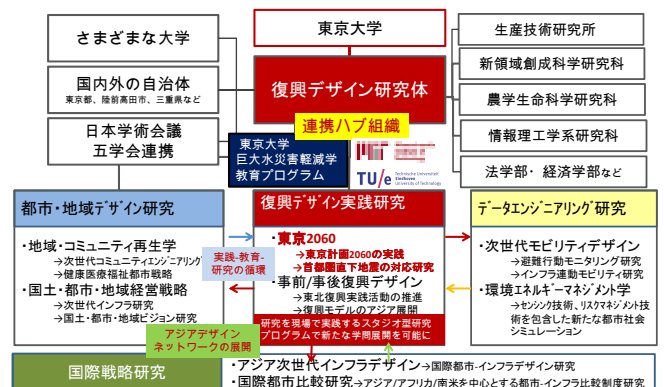 東京大学
さまざまな大学
国内外の自治体
東京都、陸前高田市、三重県など
日本学術会議
五学会連携
復興デザイン研究体
連携ハブ組織
東京大学
巨大水災害軽減学
教育プログラム
TU/e
Technische Universiteit
Eindhoven
University of Technology
生産技術研究所
新領域創成科学研究科
農学生命科学研究科
情報理工学系研究科
法学部・経済学部など
都市・地域デザイン研究
・地域・コミュニティ再生学
→次世代コミュニティエンジニアリング
→健康医療福祉都市戦略
・国土・都市・地域経営戦略
→次世代インフラ研究
→国土・都市・地域ビジョン研究
実践-教育-
研究の循環
復興デザイン実践研究
・東京2060
→東京計画2060の実践
→首都圏直下地震の対応研究
・事前/事後復興デザイン
→東北復興実践活動の推進
→復興モデルのアジア展開
研究を現場で実践するスタジオ型研究
プログラムで新たな学問展開を可能に
データエンジニアリング研究
・次世代モビリティデザイン
→避難行動モニタリング研究
→インフラ連動モビリティ研究
・環境エネルギーマネジメント学
→センシング技術、リスクマネジメント技
術を包含した新たな都市社会
シミュレーション
アジアデザイン
ネットワークの展開
国際戦略研究
・アジア次世代インフラデザイン→国際都市-インフラデザイン研究
・国際都市比較研究→アジア/アフリカ/南米を中心とする都市-インフラ比較制度研究